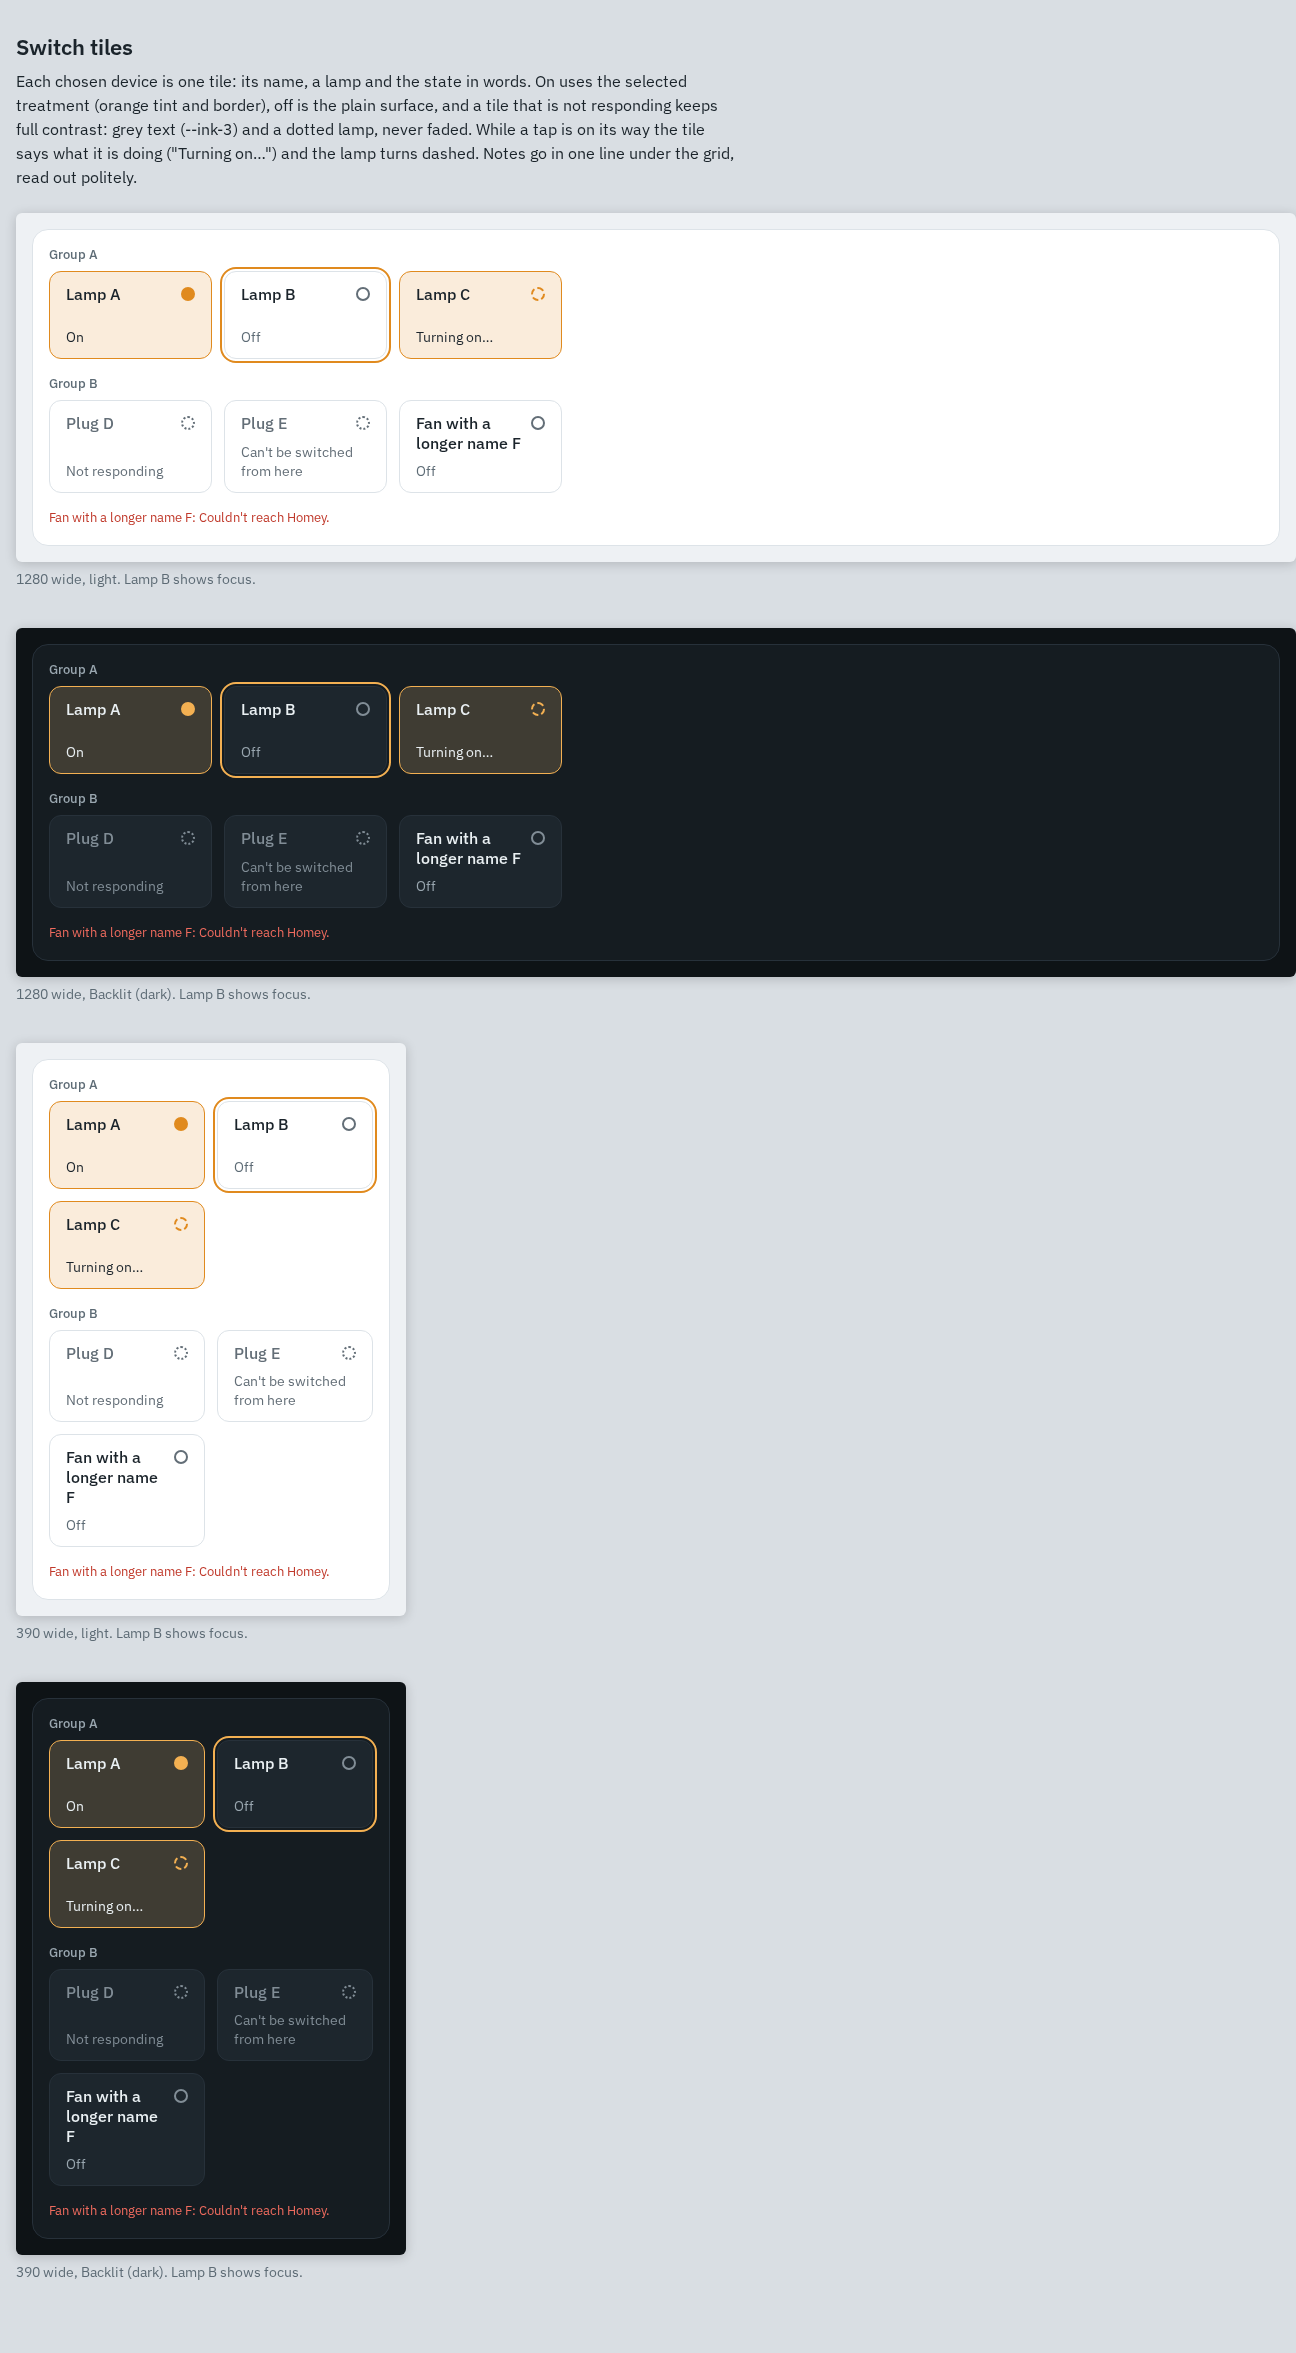 Switch tiles
Each chosen device is one tile: its name, a lamp and the state in words. On uses the selected
treatment (orange tint and border), off is the plain surface, and a tile that is not responding keeps
full contrast: grey text (--ink-3) and a dotted lamp, never faded. While a tap is on its way the tile
says what it is doing ("Turning on…") and the lamp turns dashed. Notes go in one line under the grid,
read out politely.
Group A
Lamp A
On
Lamp B
Off
Lamp C
Turning on…
Group B
Plug D
Not responding
Plug E
Can't be switched
from here
Fan with a
longer name F
Off
Fan with a longer name F: Couldn't reach Homey.
1280 wide, light. Lamp B shows focus.
Group A
Lamp A
On
Lamp B
Off
Lamp C
Turning on…
Group B
Plug D
Not responding
Plug E
Can't be switched
from here
Fan with a
longer name F
Off
Fan with a longer name F: Couldn't reach Homey.
1280 wide, Backlit (dark). Lamp B shows focus.
Group A
Lamp A
On
Lamp B
Off
Lamp C
Turning on…
Group B
Plug D
Not responding
Plug E
Can't be switched
from here
Fan with a
longer name
F
Off
Fan with a longer name F: Couldn't reach Homey.
390 wide, light. Lamp B shows focus.
Group A
Lamp A
On
Lamp B
Off
Lamp C
Turning on…
Group B
Plug D
Not responding
Plug E
Can't be switched
from here
Fan with a
longer name
F
Off
Fan with a longer name F: Couldn't reach Homey.
390 wide, Backlit (dark). Lamp B shows focus.